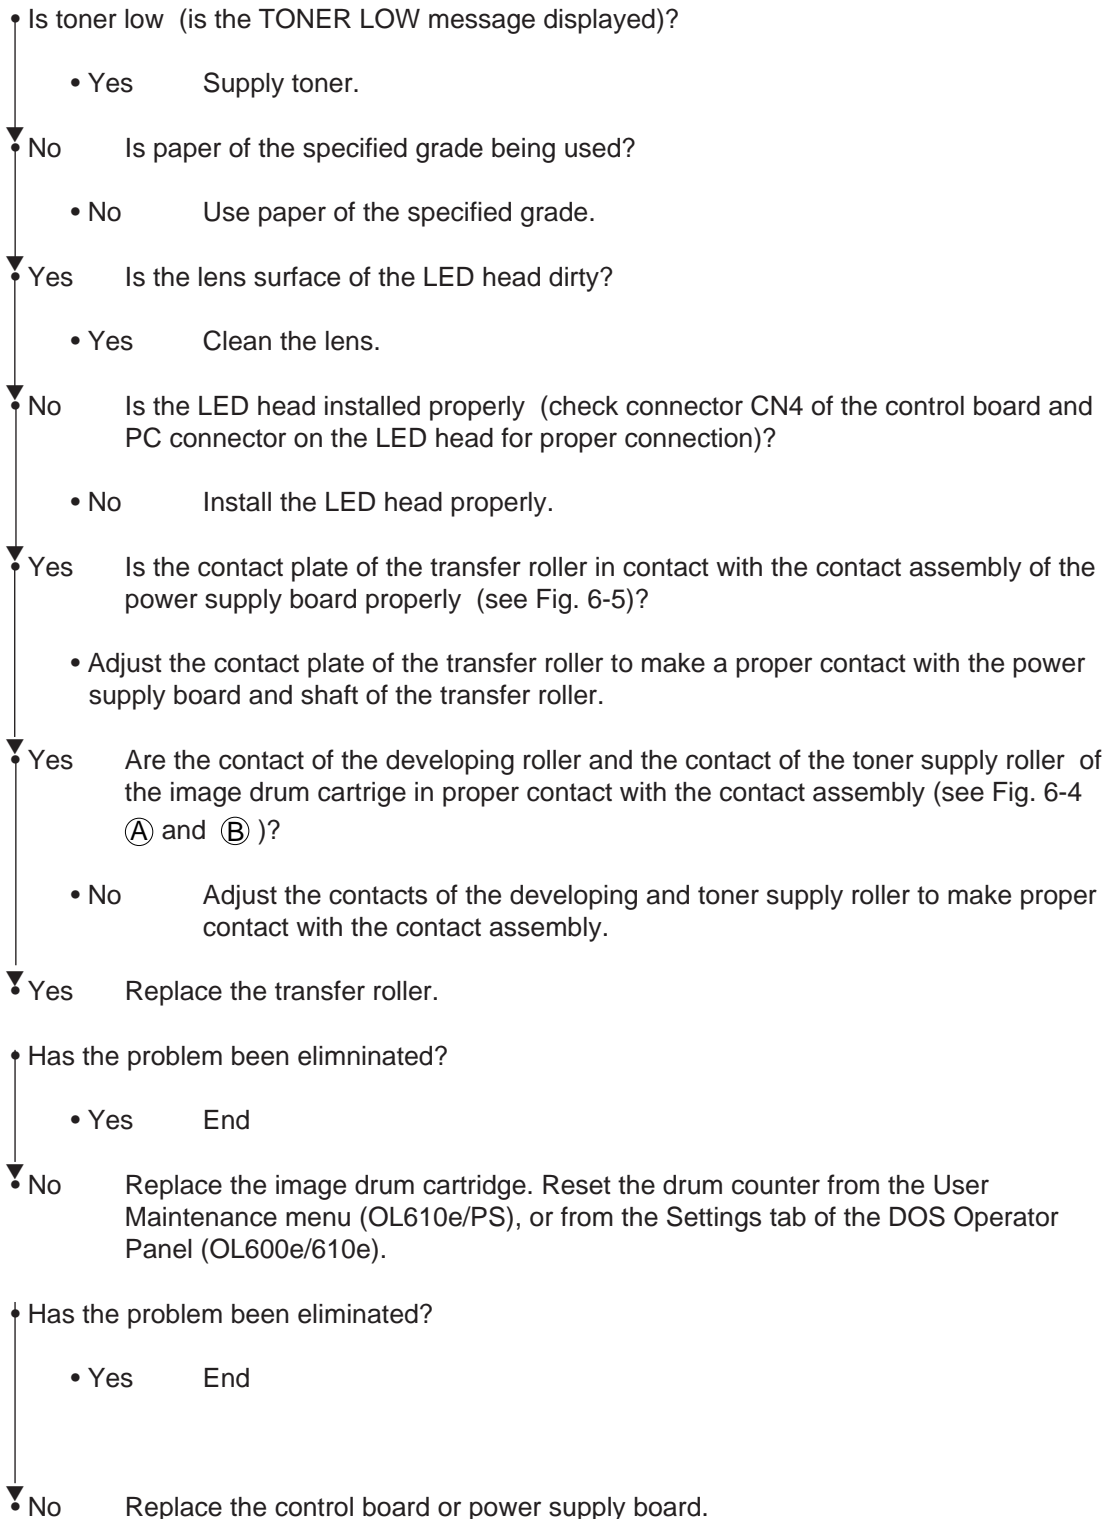 • Is toner low (is the TONER LOW message displayed)?
• Yes Supply toner.
• No Is paper of the specified grade being used?
• No Use paper of the specified grade.
• Yes Is the lens surface of the LED head dirty?
• Yes Clean the lens.
• No Is the LED head installed properly (check connector CN4 of the control board and
PC connector on the LED head for proper connection)?
• No Install the LED head properly.
• Yes Is the contact plate of the transfer roller in contact with the contact assembly of the
power supply board properly (see Fig. 6-5)?
• Adjust the contact plate of the transfer roller to make a proper contact with the power
supply board and shaft of the transfer roller.
• Yes Are the contact of the developing roller and the contact of the toner supply roller of
the image drum cartrige in proper contact with the contact assembly (see Fig. 6-4
Ⓐ and Ⓑ )?
• No Adjust the contacts of the developing and toner supply roller to make proper
contact with the contact assembly.
• Yes Replace the transfer roller.
• Has the problem been elimninated?
• Yes End
• No Replace the image drum cartridge. Reset the drum counter from the User
Maintenance menu (OL610e/PS), or from the Settings tab of the DOS Operator
Panel (OL600e/610e).
• Has the problem been eliminated?
• Yes End
• No Replace the control board or power supply board.